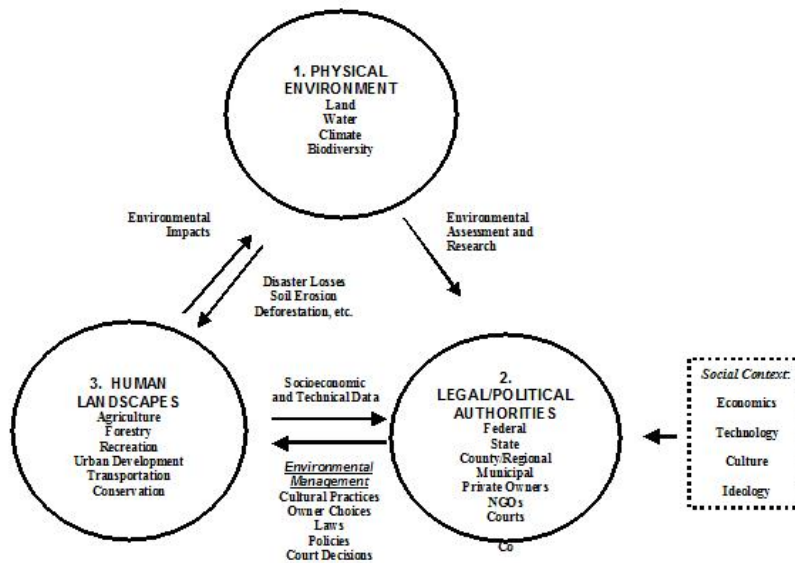 1. PHYSICAL
ENVIRONMENT
Land
Water
Climate
Biodiversity
Environmental
Impacts
Environmental
Assessment and
Research
Disaster Losses
Soil Erosion
Deforestation, etc.
3. HUMAN
LANDSCAPES
Agriculture
Forestry
Recreation
Urban Development
Transportation
Conservation
Socioeconomic
and Technical Data
Environmental
Management
Cultural Practices
Owner Choices
Laws
Policies
Court Decisions
2.
LEGAL/POLITICAL
AUTHORITIES
Federal
State
County/Regional
Municipal
Private Owners
NGOs
Courts
Co
Social Context:
Economics
Technology
Culture
Ideology